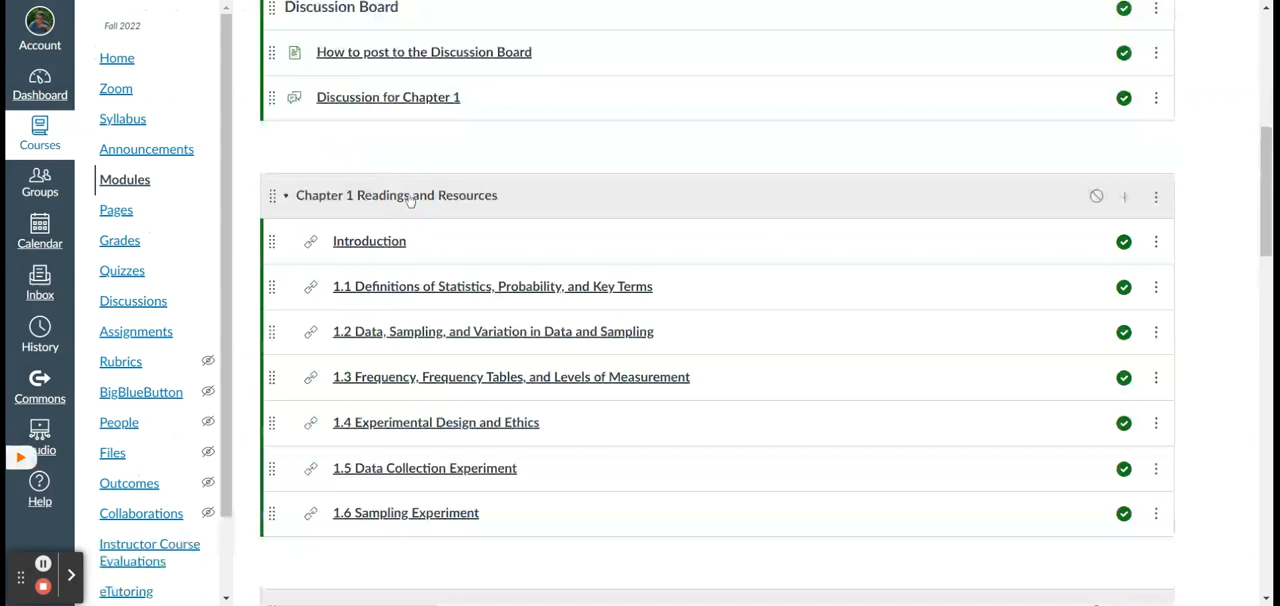 Account
Dashboard
Courses
Groups
Calendar
Inbox
History
Commons
udio
Help
Fall 2022
Home
Zoom
Syllabus
Announcements
Modules
Pages
Grades
Quizzes
Discussions
Assignments
Rubrics
BigBlueButton
People
Files
Outcomes
Collaborations
Instructor Course
Evaluations
eTutoring
Discussion Board
How to post to the Discussion Board
Discussion for Chapter 1
Chapter 1 Readings and Resources
Introduction
1.1 Definitions of Statistics, Probability, and Key Terms
1.2 Data, Sampling, and Variation in Data and Sampling
1.3 Frequency, Frequency Tables, and Levels of Measurement
1.4 Experimental Design and Ethics
1.5 Data Collection Experiment
1.6 Sampling Experiment